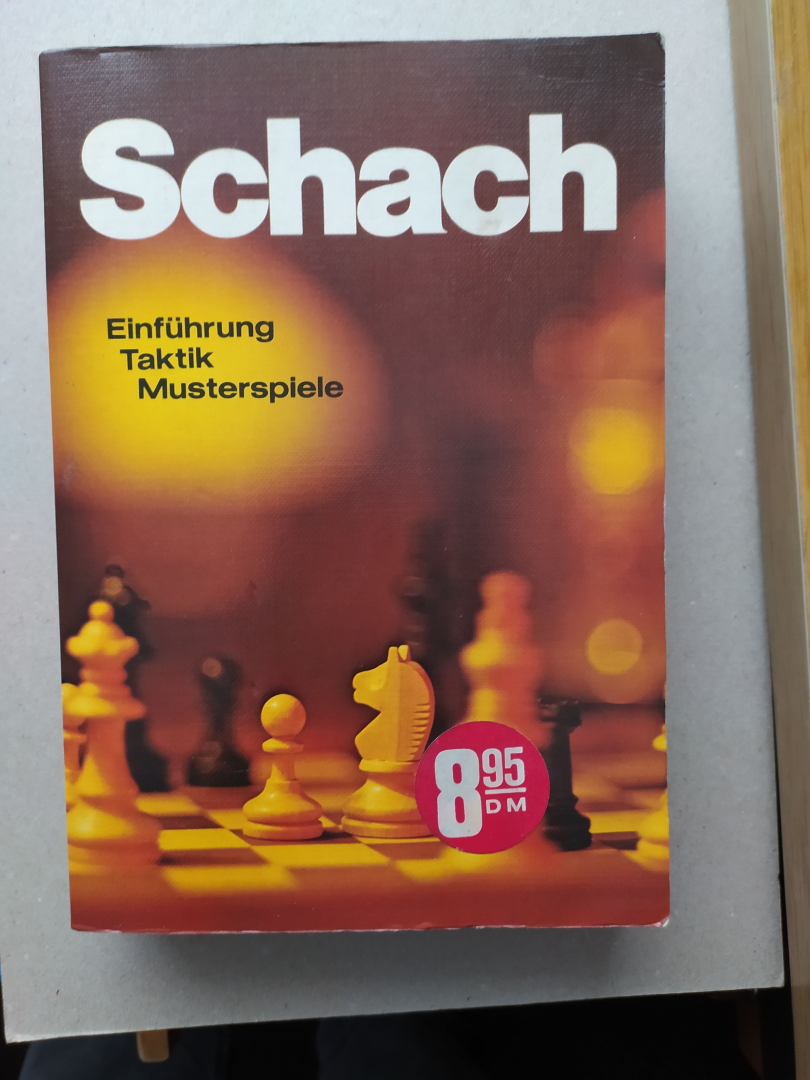 Schach
Einführung
Taktik
Musterspiele
8 95
DM